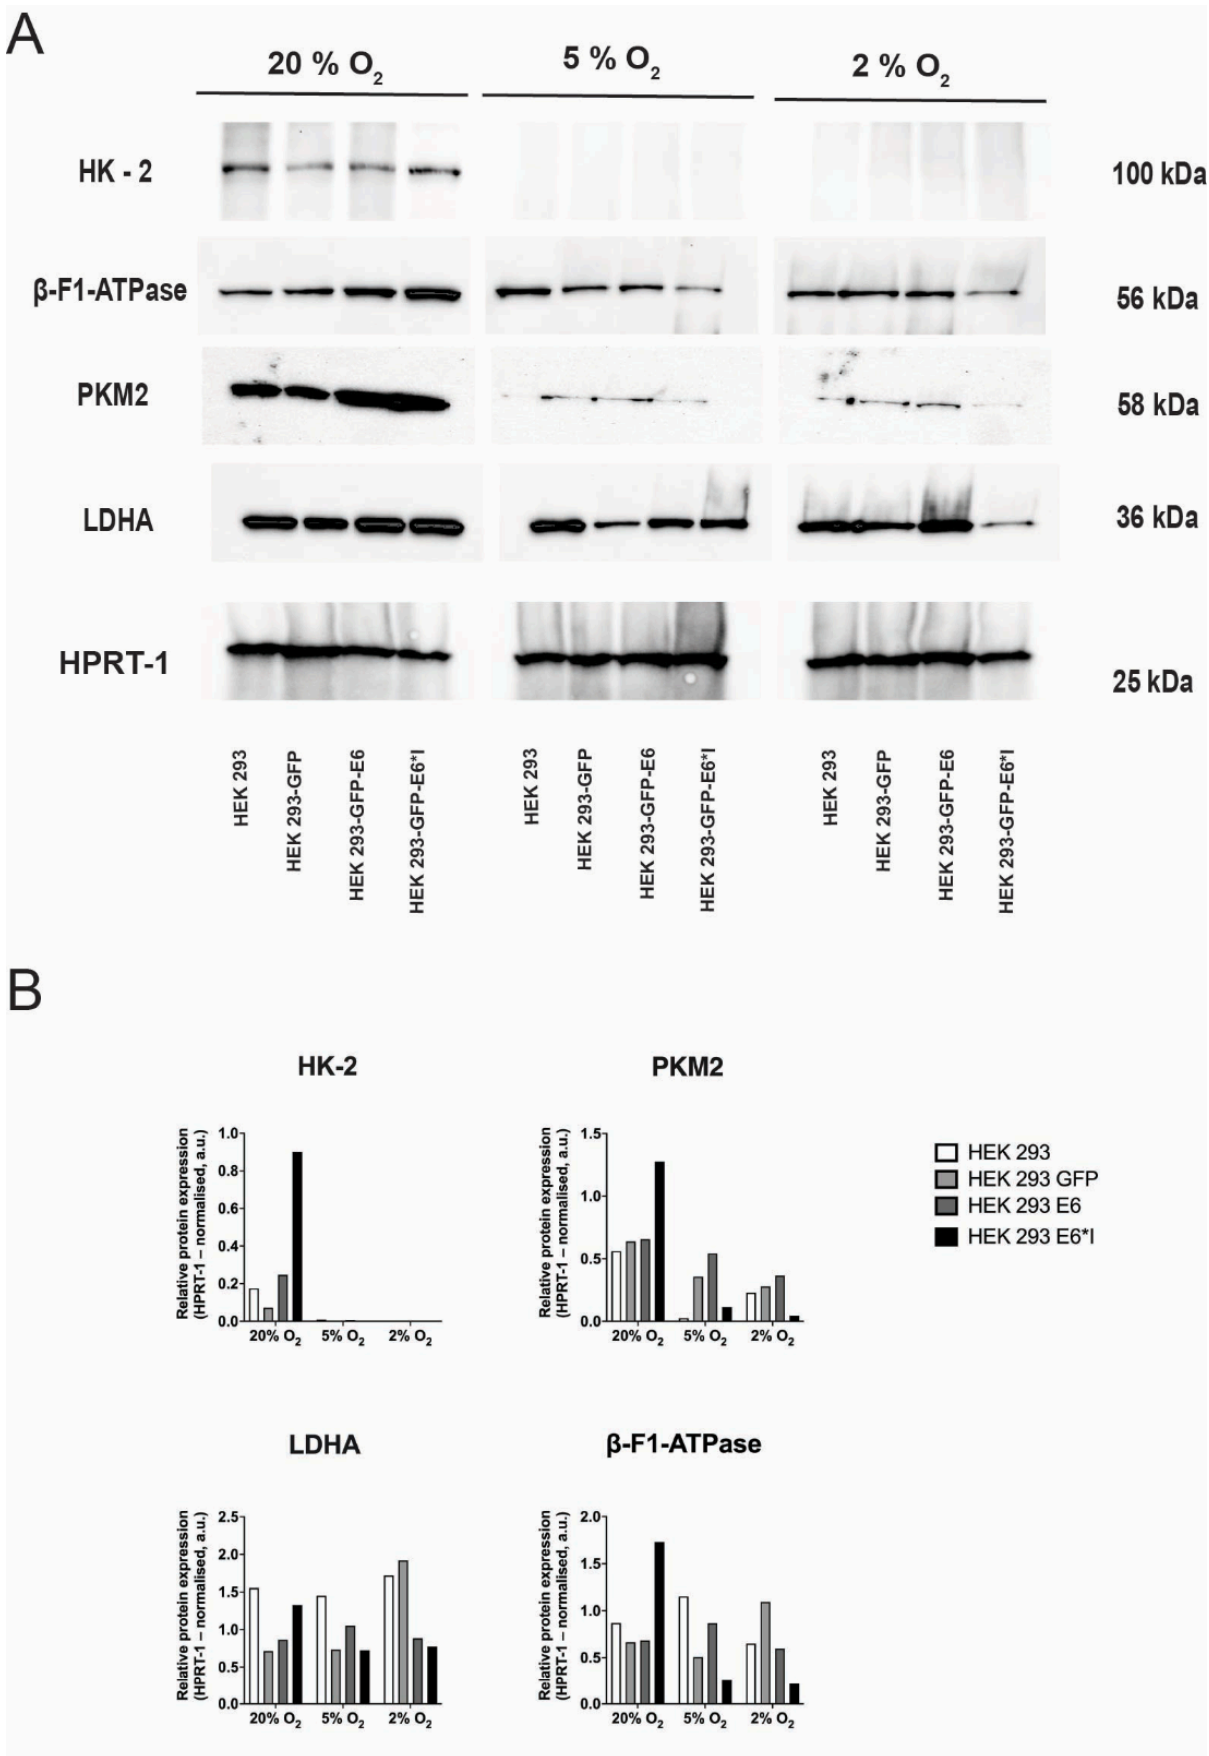 A
20 % O2
5 % O2
2 % O2
HK - 2
100 kDa
β-F1-ATPase
56 kDa
PKM2
58 kDa
LDHA
36 kDa
HPRT-1
25 kDa
HEK 293
HEK 293-GFP
HEK 293-GFP-E6
HEK 293-GFP-E6*I
HEK 293
HEK 293-GFP
HEK 293-GFP-E6
HEK 293-GFP-E6*I
HEK 293
HEK 293-GFP
HEK 293-GFP-E6
HEK 293-GFP-E6*I
B
HK-2
Relative protein expression
(HPRT-1 – normalised, a.u.)
1.0
0.8
0.6
0.4
0.2
0.0
20% O2
5% O2
2% O2
PKM2
Relative protein expression
(HPRT-1 – normalised, a.u.)
1.5
1.0
0.5
0.0
20% O2
5% O2
2% O2
HEK 293
HEK 293 GFP
HEK 293 E6
HEK 293 E6*I
LDHA
Relative protein expression
(HPRT-1 – normalised, a.u.)
2.5
2.0
1.5
1.0
0.5
0.0
20% O2
5% O2
2% O2
β-F1-ATPase
Relative protein expression
(HPRT-1 – normalised, a.u.)
2.0
1.5
1.0
0.5
0.0
20% O2
5% O2
2% O2